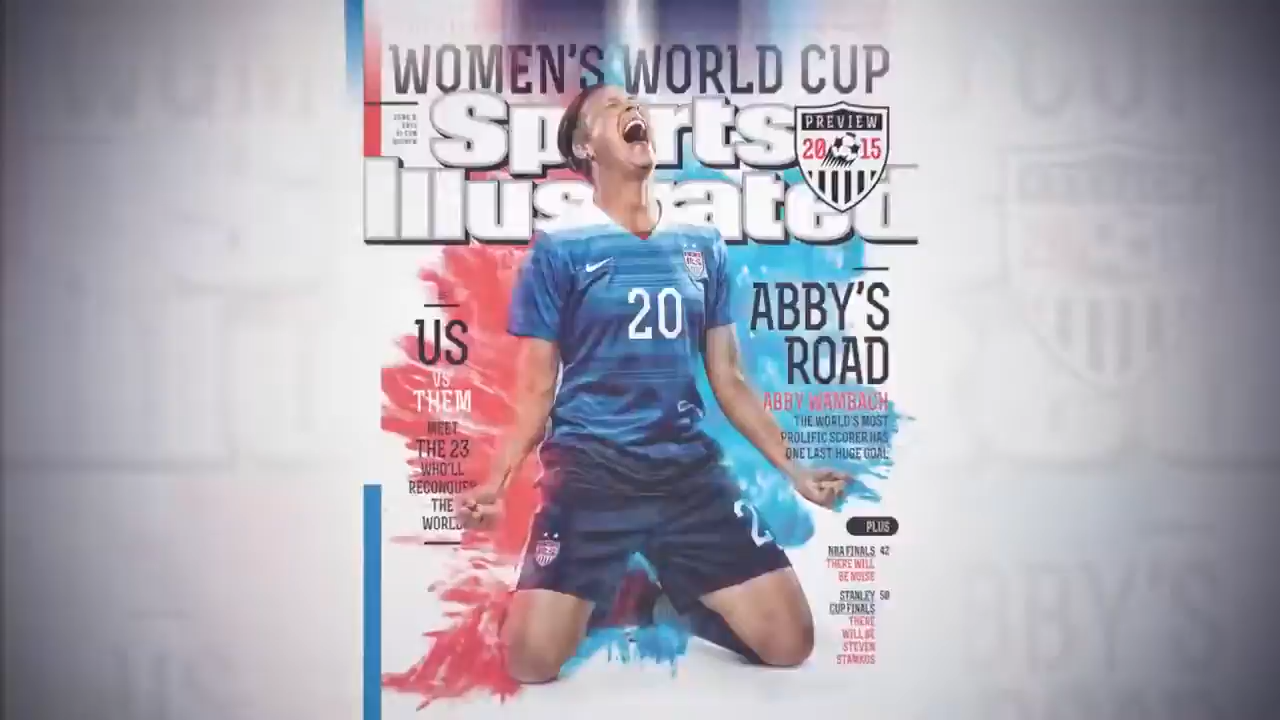 WOMEN'S WORLD CUP
Sports
Illustrated
PREVIEW
20 15
20
US
VS
THEM
MEET
THE 23
WHO'LL
RECONQUER
THE
WORLD
ABBY'S
ROAD
ABBY WAMBACH
THE WORLD'S MOST
PROLIFIC SCORER HAS
ONE LAST HUGE GOAL
2
PLUS
NBA FINALS 42
THERE WILL
BE NOISE
STANLEY 50
CUP FINALS
THERE
WILL BE
STEVEN
STAMKOS